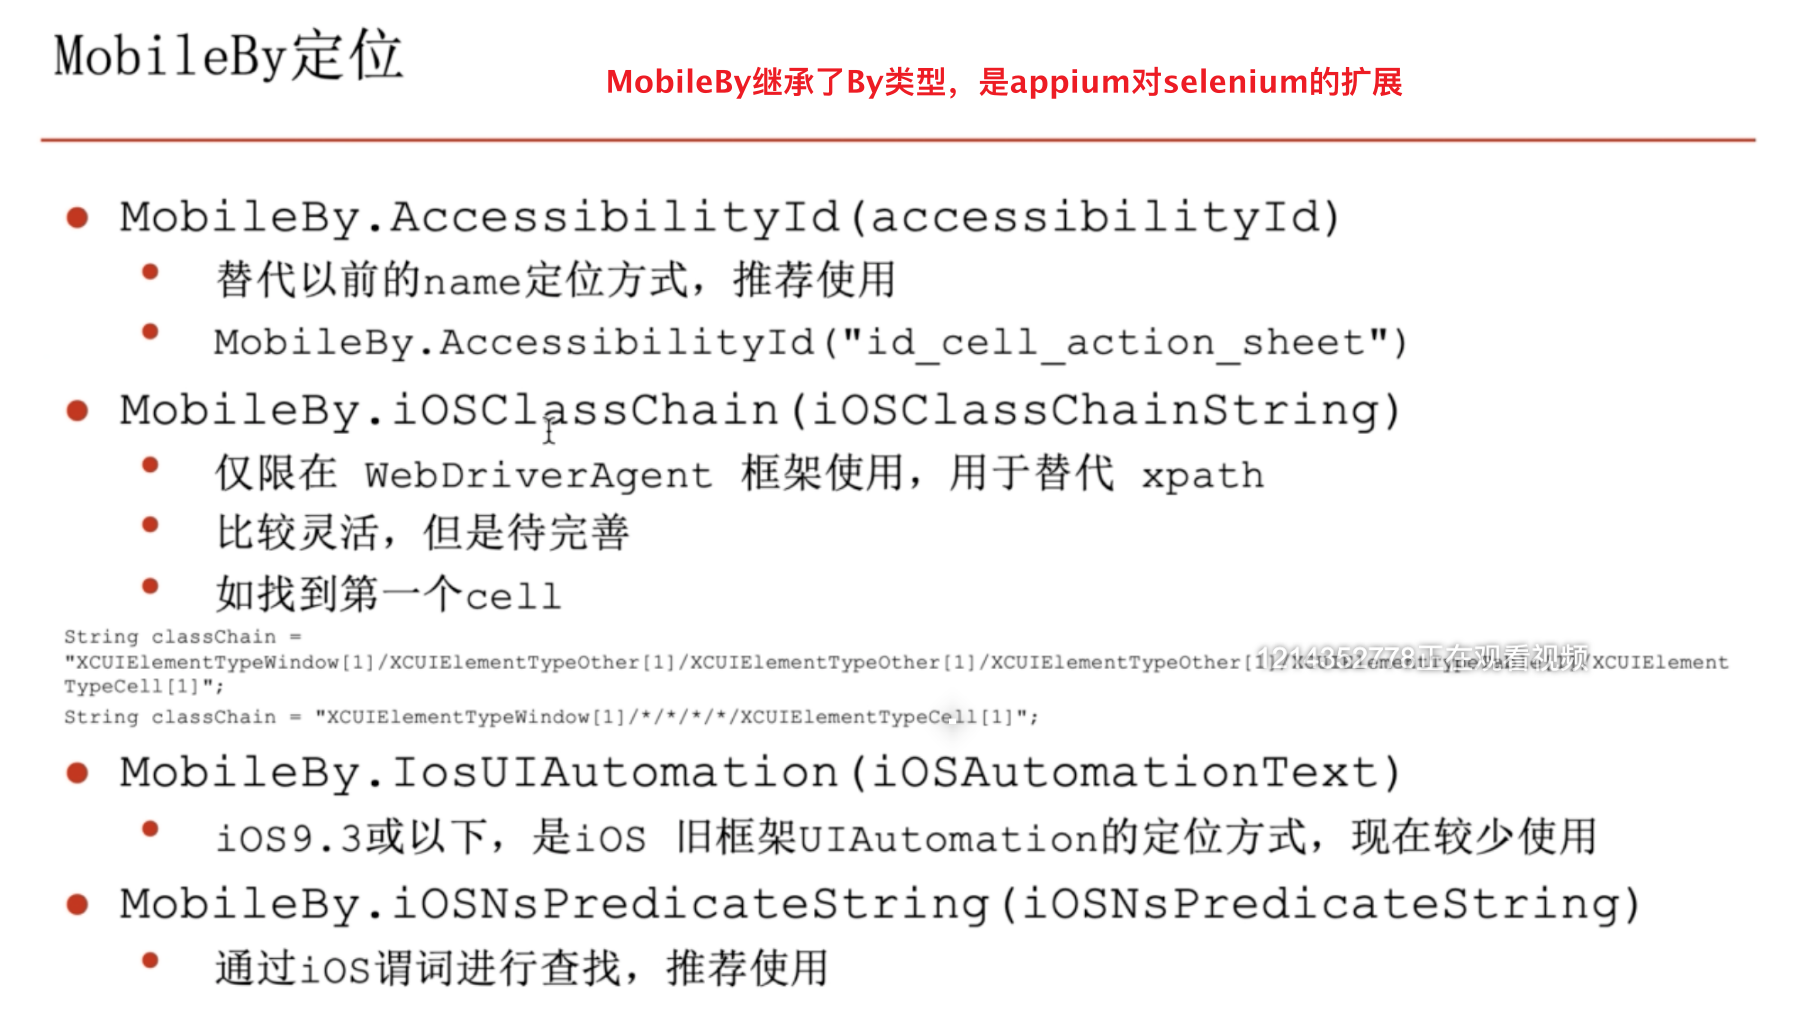 MobileBy定位
MobileBy继承了By类型，是appium对selenium的扩展
MobileBy.AccessibilityId(accessibilityId)
替代以前的name定位方式，推荐使用
MobileBy.AccessibilityId("id_cell_action_sheet")
MobileBy.iOSClassChain(iOSClassChainString)
仅限在 WebDriverAgent 框架使用，用于替代 xpath
比较灵活，但是待完善
如找到第一个cell
String classChain =
"XCUIElementTypeWindow[1]/XCUIElementTypeOther[1]/XCUIElementTypeOther[1]/XCUIElementTypeOther[1]/XCUIElement
1214352778正在观看视频
TypeCell[1]";
String classChain = "XCUIElementTypeWindow[1]/*/*/*/*/XCUIElementTypeCell[1]";
MobileBy.IosUIAutomation(iOSAutomationText)
iOS9.3或以下，是iOS 旧框架UIAutomation的定位方式，现在较少使用
MobileBy.iOSNsPredicateString(iOSNsPredicateString)
通过iOS谓词进行查找，推荐使用